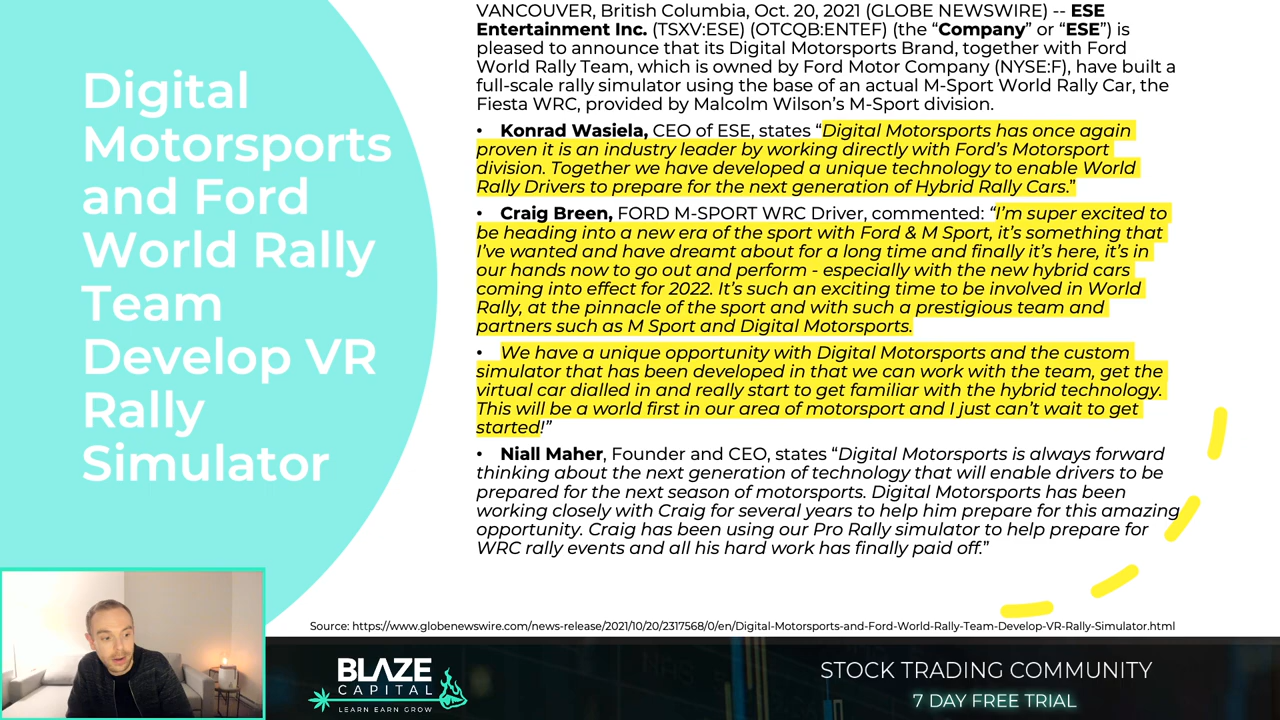 Digital
Motorsports
and Ford
World Rally
Team
Develop VR
Rally
Simulator
VANCOUVER, British Columbia, Oct. 20, 2021 (GLOBE NEWSWIRE) -- ESE
Entertainment Inc. (TSXV:ESE) (OTCQB:ENTEF) (the “Company” or “ESE”) is
pleased to announce that its Digital Motorsports Brand, together with Ford
World Rally Team, which is owned by Ford Motor Company (NYSE:F), have built a
full-scale rally simulator using the base of an actual M-Sport World Rally Car, the
Fiesta WRC, provided by Malcolm Wilson’s M-Sport division.
• Konrad Wasiela, CEO of ESE, states “Digital Motorsports has once again
proven it is an industry leader by working directly with Ford’s Motorsport
division. Together we have developed a unique technology to enable World
Rally Drivers to prepare for the next generation of Hybrid Rally Cars.”
• Craig Breen, FORD M-SPORT WRC Driver, commented: “I’m super excited to
be heading into a new era of the sport with Ford & M Sport, it’s something that
I’ve wanted and have dreamt about for a long time and finally it’s here, it’s in
our hands now to go out and perform - especially with the new hybrid cars
coming into effect for 2022. It’s such an exciting time to be involved in World
Rally, at the pinnacle of the sport and with such a prestigious team and
partners such as M Sport and Digital Motorsports.
• We have a unique opportunity with Digital Motorsports and the custom
simulator that has been developed in that we can work with the team, get the
virtual car dialled in and really start to get familiar with the hybrid technology.
This will be a world first in our area of motorsport and I just can’t wait to get
started!”
• Niall Maher, Founder and CEO, states “Digital Motorsports is always forward
thinking about the next generation of technology that will enable drivers to be
prepared for the next season of motorsports. Digital Motorsports has been
working closely with Craig for several years to help him prepare for this amazing
opportunity. Craig has been using our Pro Rally simulator to help prepare for
WRC rally events and all his hard work has finally paid off.”
Source: https://www.globenewswire.com/news-release/2021/10/20/2317568/0/en/Digital-Motorsports-and-Ford-World-Rally-Team-Develop-VR-Rally-Simulator.html
BLAZE
CAPITAL
LEARN EARN GROW
STOCK TRADING COMMUNITY
7 DAY FREE TRIAL